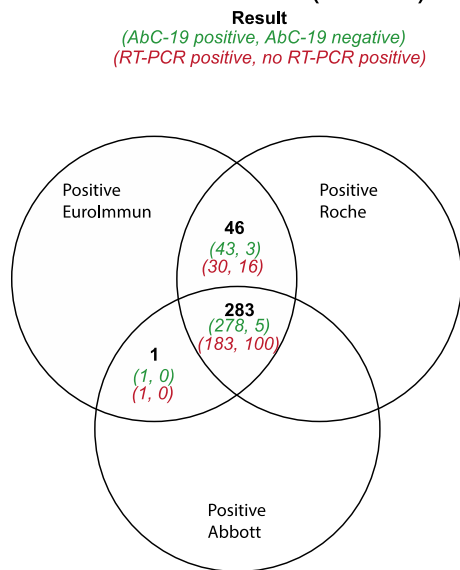 Result
(AbC-19 positive, AbC-19 negative)
(RT-PCR positive, no RT-PCR positive)
Positive
EuroImmun
Positive
Roche
46
(43, 3)
(30, 16)
283
(278, 5)
(183, 100)
1
(1, 0)
(1, 0)
Positive
Abbott